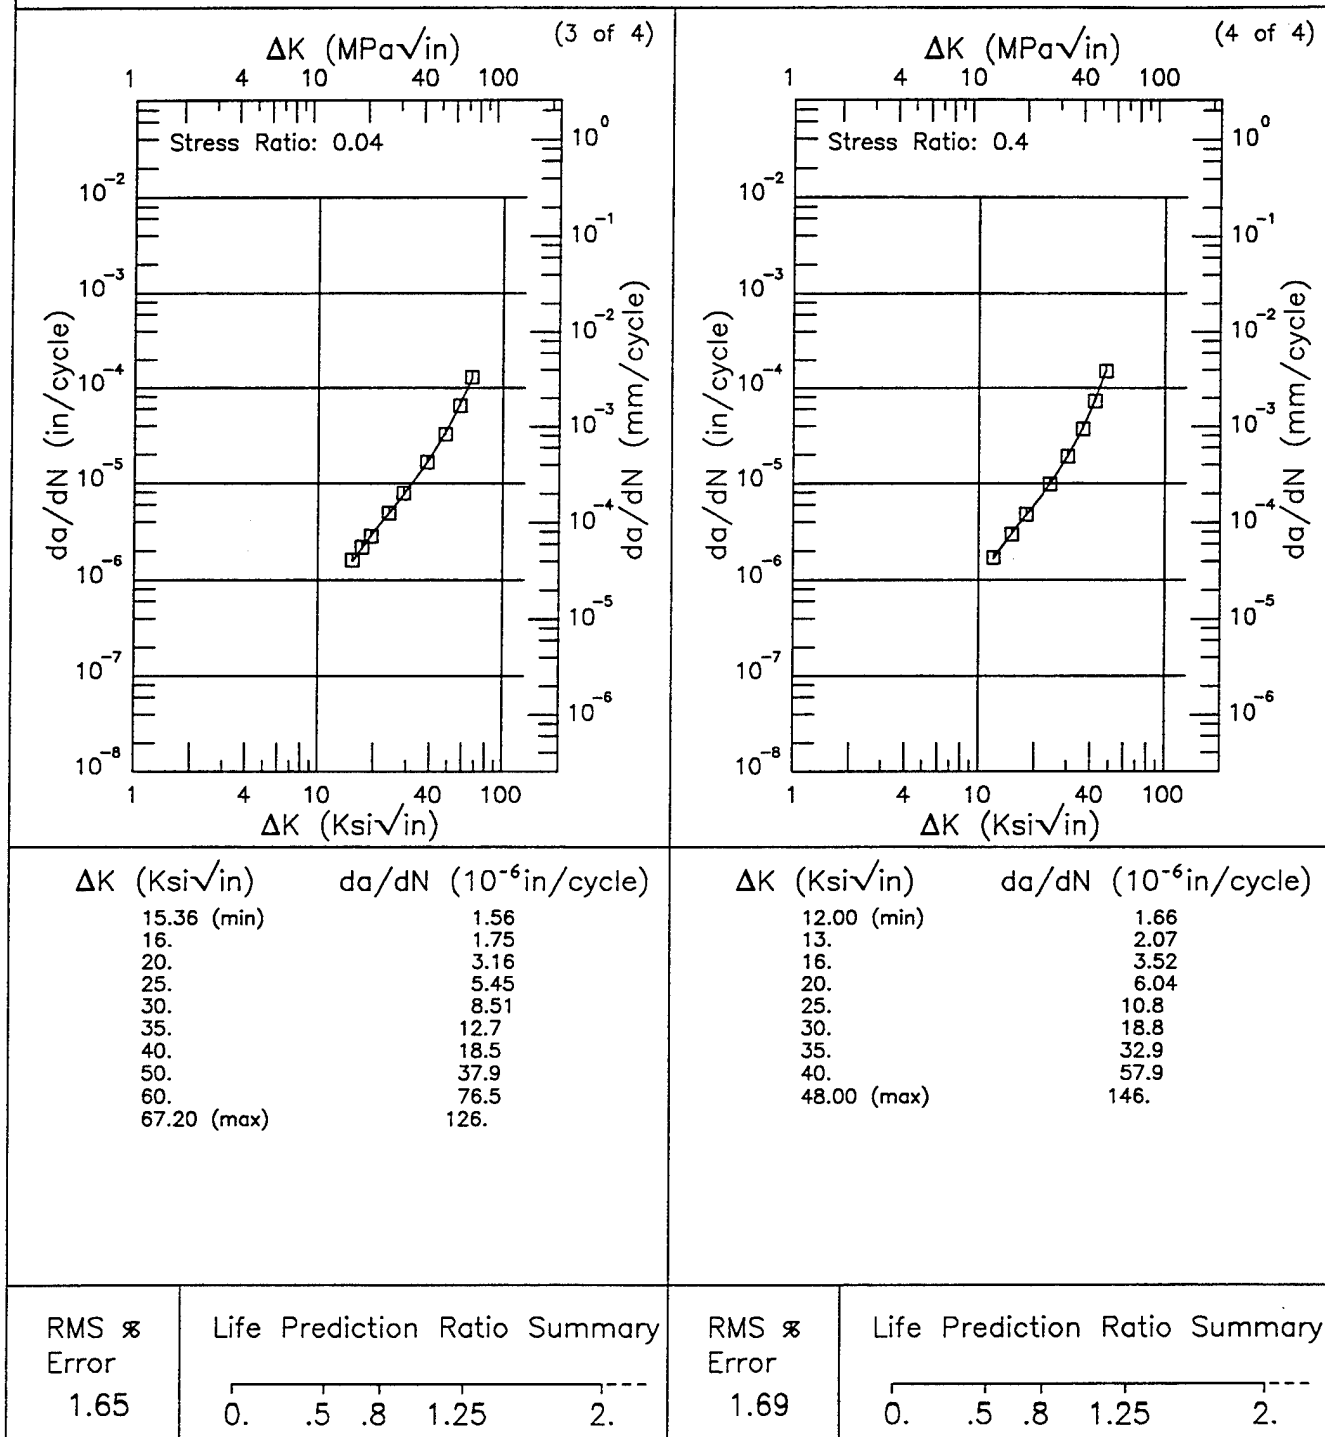 (3 of 4)
ΔK (MPa√in)
1 4 10 40 100
Stress Ratio: 0.04
10⁰
10⁻²
10⁻¹
10⁻³
10⁻²
10⁻⁴
10⁻³
10⁻⁵
10⁻⁴
10⁻⁶
10⁻⁵
10⁻⁷
10⁻⁶
10⁻⁸
da/dN (in/cycle)
da/dN (mm/cycle)
1 4 10 40 100
ΔK (Ksi√in)
ΔK (Ksi√in) da/dN (10⁻⁶in/cycle)
15.36 (min) 1.56
16. 1.75
20. 3.16
25. 5.45
30. 8.51
35. 12.7
40. 18.5
50. 37.9
60. 76.5
67.20 (max) 126.
RMS %
Error
1.65
Life Prediction Ratio Summary
0. .5 .8 1.25 2.
(4 of 4)
ΔK (MPa√in)
1 4 10 40 100
Stress Ratio: 0.4
10⁰
10⁻²
10⁻¹
10⁻³
10⁻²
10⁻⁴
10⁻³
10⁻⁵
10⁻⁴
10⁻⁶
10⁻⁵
10⁻⁷
10⁻⁶
10⁻⁸
da/dN (in/cycle)
da/dN (mm/cycle)
1 4 10 40 100
ΔK (Ksi√in)
ΔK (Ksi√in) da/dN (10⁻⁶in/cycle)
12.00 (min) 1.66
13. 2.07
16. 3.52
20. 6.04
25. 10.8
30. 18.8
35. 32.9
40. 57.9
48.00 (max) 146.
RMS %
Error
1.69
Life Prediction Ratio Summary
0. .5 .8 1.25 2.